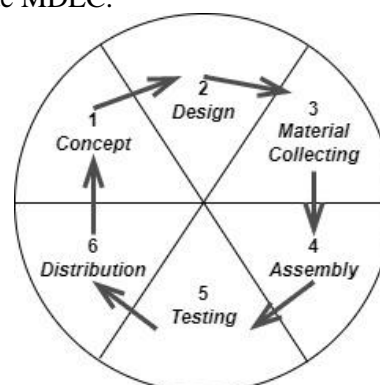 MDLC.
1
Concept
2
Design
3
Material
Collecting
4
Assembly
5
Testing
6
Distribution